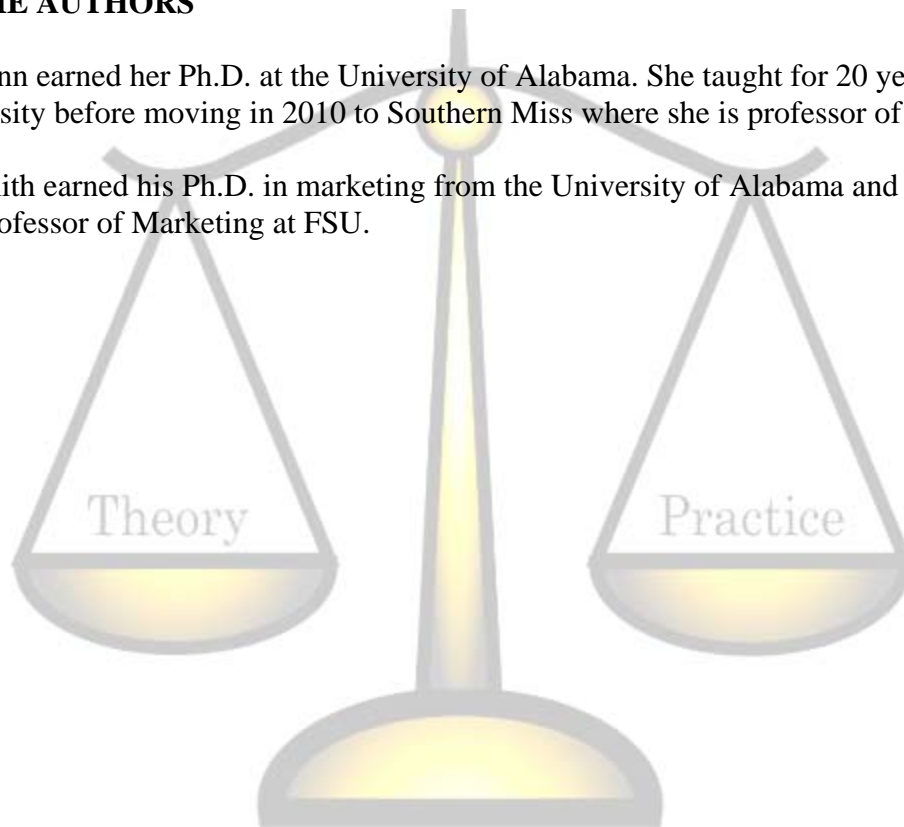 HE AUTHORS
nn earned her Ph.D. at the University of Alabama. She taught for 20 ye
sity before moving in 2010 to Southern Miss where she is professor of
ith earned his Ph.D. in marketing from the University of Alabama and
ofessor of Marketing at FSU.
Theory
Practice